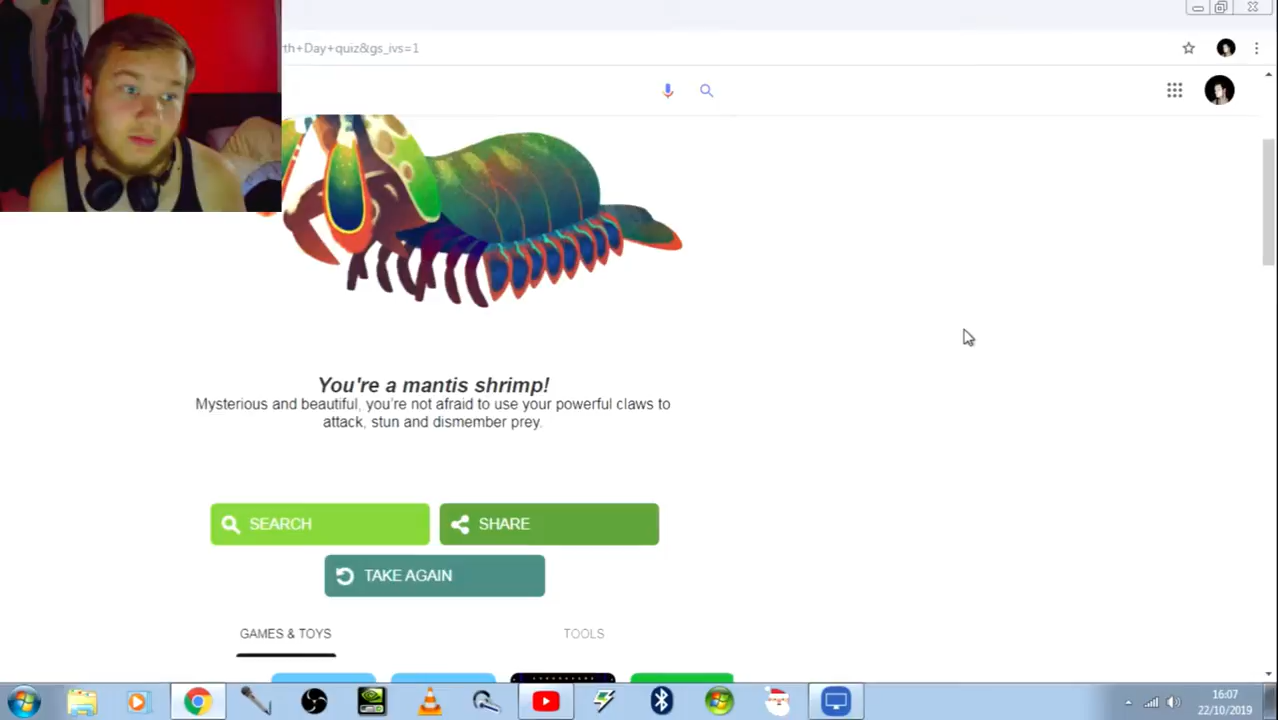 rth+Day+quiz&gs_ivs=1
You're a mantis shrimp!
Mysterious and beautiful, you're not afraid to use your powerful claws to
attack, stun and dismember prey.
SEARCH
SHARE
TAKE AGAIN
GAMES & TOYS
TOOLS
16:07
22/10/2019